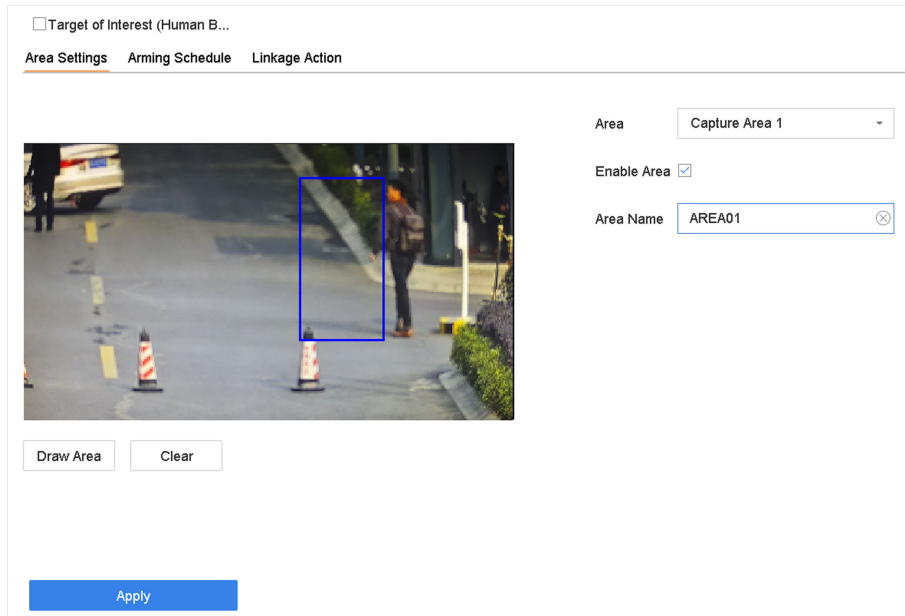 Target of Interest (Human B...
Area Settings Arming Schedule Linkage Action
Area Capture Area 1
Enable Area
Area Name AREA01
Draw Area Clear
Apply